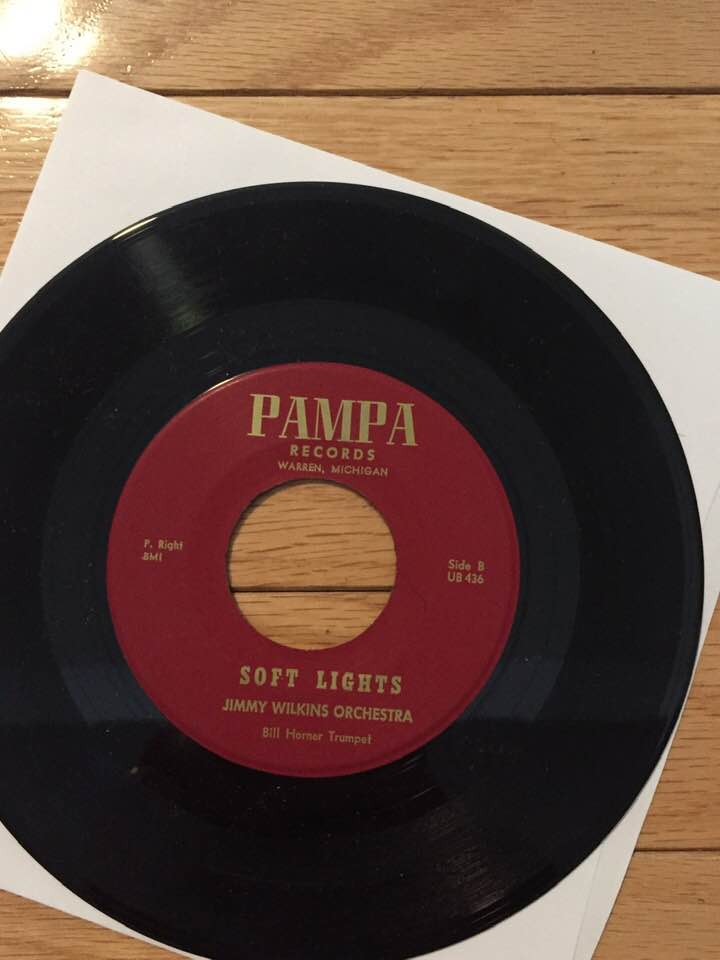 PAMPA
RECORDS
WARREN, MICHIGAN
P. Right
BMI
Side B
UB 436
SOFT LIGHTS
JIMMY WILKINS ORCHESTRA
Bill Horner Trumpet